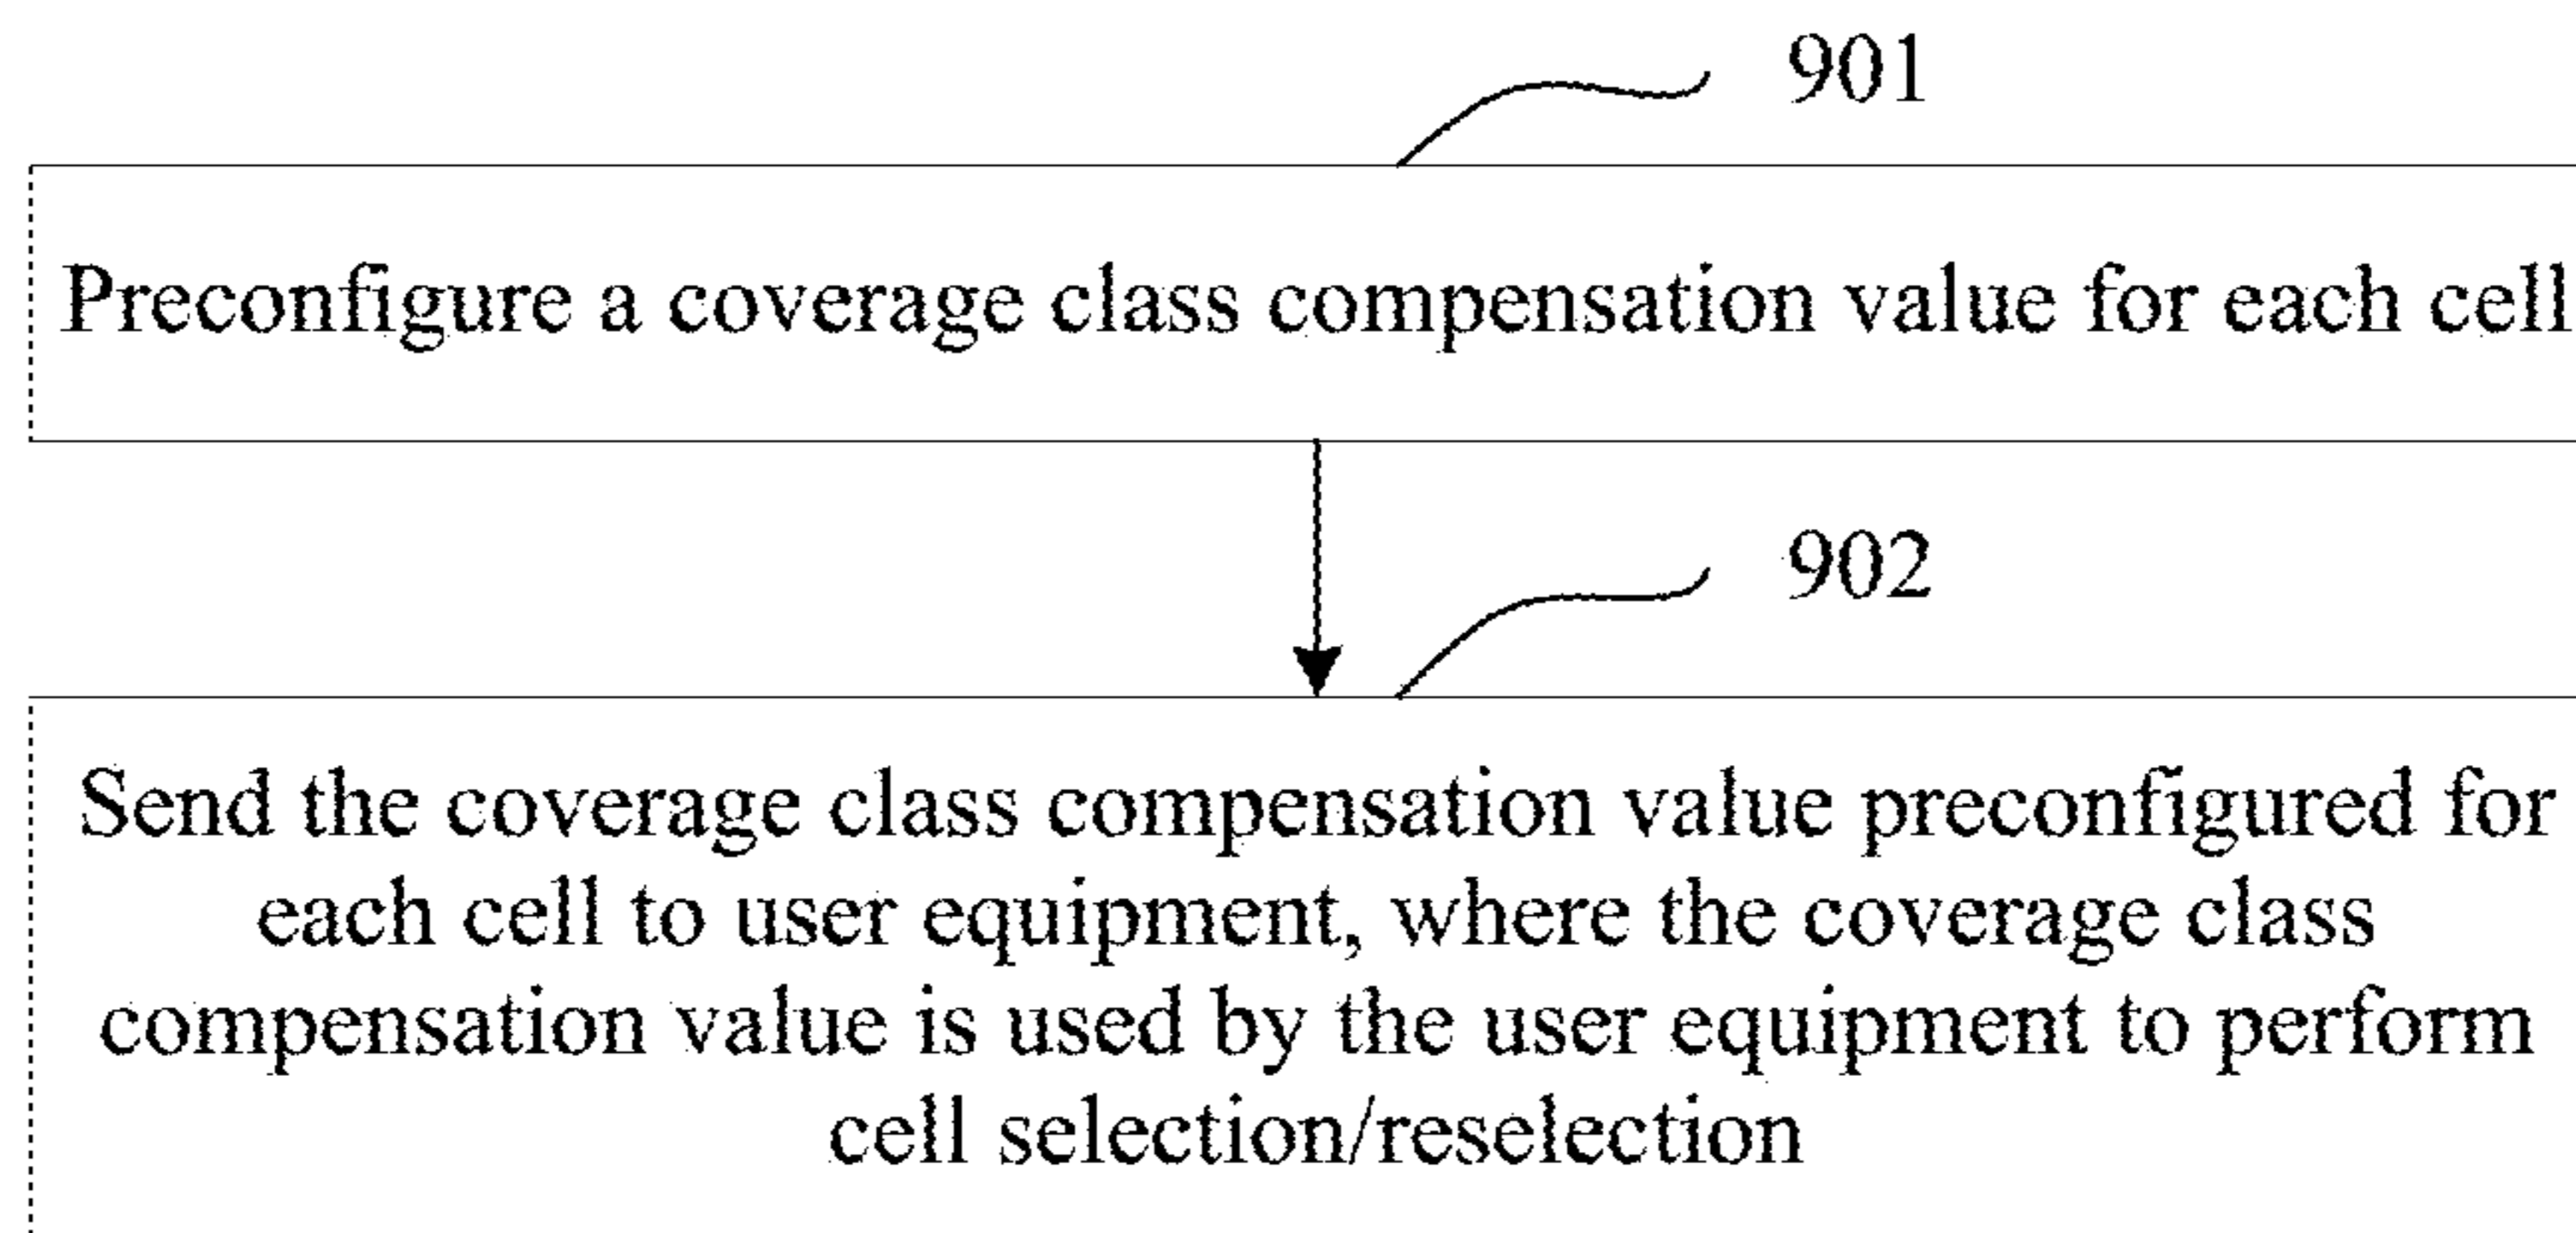 901
Preconfigure a coverage class compensation value for each cell
902
Send the coverage class compensation value preconfigured for
each cell to user equipment, where the coverage class
compensation value is used by the user equipment to perform
cell selection/reselection